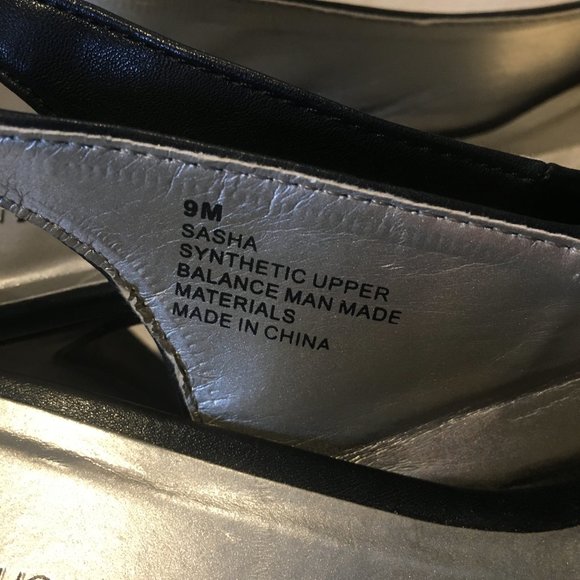 9M
SASHA
SYNTHETIC UPPER
BALANCE MAN MADE
MATERIALS
MADE IN CHINA